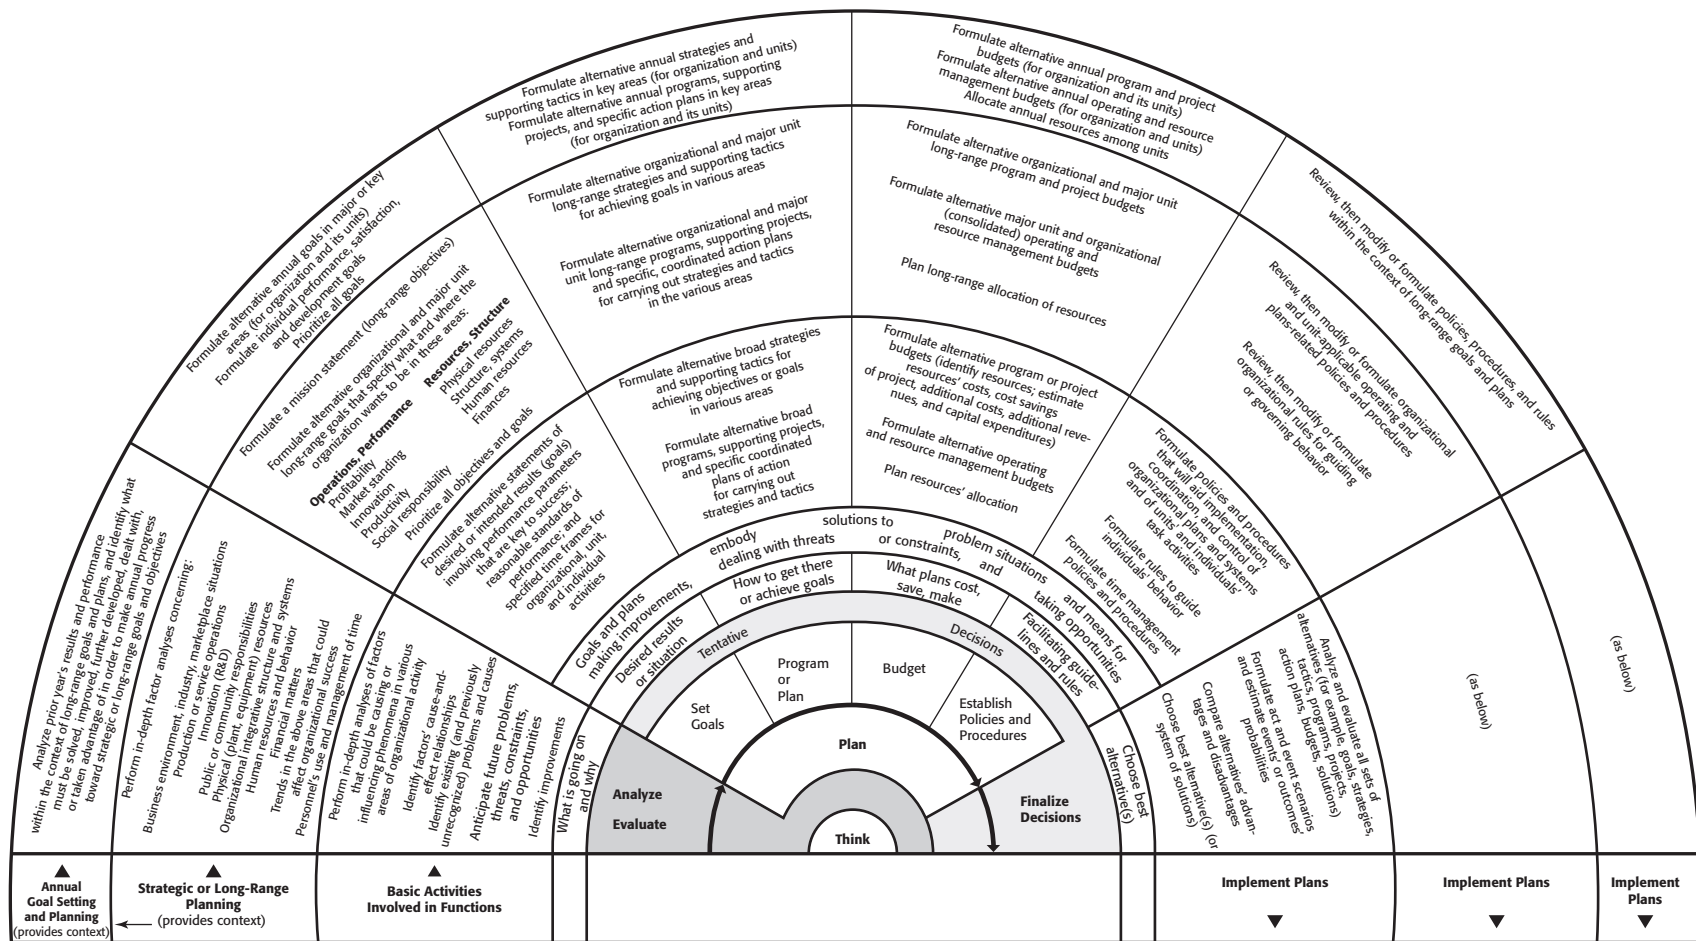 Formulate alternative annual strategies and
supporting tactics in key areas (for organization and units)
Formulate alternative annual programs, supporting
projects, and specific action plans in key areas
(for organization and its units)
Formulate alternative annual program and project
budgets (for organization and its units)
Formulate alternative annual operating and resource
management budgets (for organization and units)
Allocate annual resources among units
Formulate alternative annual goals in major or key
areas (for organization and its units)
Formulate individual performance, satisfaction,
and development goals
Prioritize all goals
Review, then modify or formulate policies, procedures, and rules
within the context of long-range goals and plans
Analyze prior year's results and performance
within the context of long-range goals and plans, and identify what
must be solved, improved, further developed, dealt with,
or taken advantage of in order to make annual progress
toward strategic or long-range goals and objectives
(as below)
Formulate alternative organizational and major unit
long-range strategies and supporting tactics
for achieving goals in various areas
Formulate alternative organizational and major
unit long-range programs, supporting projects,
and specific, coordinated action plans
for carrying out strategies and tactics
in the various areas
Formulate alternative organizational and major unit
long-range program and project budgets
Formulate alternative major unit and organizational
(consolidated) operating and
resource management budgets
Plan long-range allocation of resources
Formulate a mission statement (long-range objectives)
Formulate alternative organizational and major unit
long-range goals that specify what and where the
organization wants to be in these areas:
Operations, Performance
Profitability
Market standing
Innovation
Productivity
Social responsibility
Resources, Structure
Physical resources
Structure, systems
Human resources
Finances
Prioritize all objectives and goals
Review, then modify or formulate organizational
and unit-applicable operating and
plans-related policies and procedures
Review, then modify or formulate
organizational rules for guiding
or governing behavior
Perform in-depth factor analyses concerning:
Business environment, industry, marketplace situations
Production or service operations
Innovation (R&D)
Public or community responsibilities
Physical (plant, equipment) resources
Organizational integrative structure and systems
Human resources and behavior
Financial matters
Trends in the above areas that could
affect organizational success
Personnel's use and management of time
(as below)
Formulate alternative broad strategies
and supporting tactics for
achieving objectives or goals
in various areas
Formulate alternative broad
programs, supporting projects,
and specific coordinated
plans of action
for carrying out
strategies and tactics
Formulate alternative program or project
budgets (identify resources; estimate
resources' costs, cost savings
of project, additional costs, additional reve-
nues, and capital expenditures)
Formulate alternative operating
and resource management budgets
Plan resources' allocation
Formulate alternative statements of
desired or intended results (goals)
involving performance parameters
that are key to success;
reasonable standards of
performance; and
specified time frames for
organizational, unit,
and individual
activities
Formulate policies and procedures
that will aid implementation,
coordination, and control of
organizational plans and systems
and of units' and individuals'
task activities
Formulate rules to guide
individuals' behavior
Formulate time management
policies and procedures
Perform in-depth analyses of factors
that could be causing or
influencing phenomena in various
areas of organizational activity
Identify factors' cause-and-
effect relationships
Identify existing (and previously
unrecognized) problems and causes
Anticipate future problems,
threats, constraints,
and opportunities
Identify improvements
Analyze and evaluate all sets of
alternatives (for example, goals, strategies,
tactics, programs, projects,
action plans, budgets, solutions)
Formulate act and event scenarios
and estimate events' or outcomes'
probabilities
Compare alternatives' advan-
tages and disadvantages
Choose best alternative(s) (or
system of solutions)
Goals and plans embody solutions to problem situations and means for
making improvements, dealing with threats or constraints, and taking opportunities
What is going on
and why
Desired results
or situation
How to get there
or achieve goals
What plans cost,
save, make
Facilitating guide-
lines and rules
Choose best
alternative(s)
Tentative Decisions
Set
Goals
Program
or
Plan
Budget
Establish
Policies and
Procedures
Plan
Analyze
Evaluate
Finalize
Decisions
Think
Annual
Goal Setting
and Planning
(provides context)
Strategic or Long-Range
Planning
(provides context)
Basic Activities
Involved in Functions
Implement Plans
Implement Plans
Implement
Plans